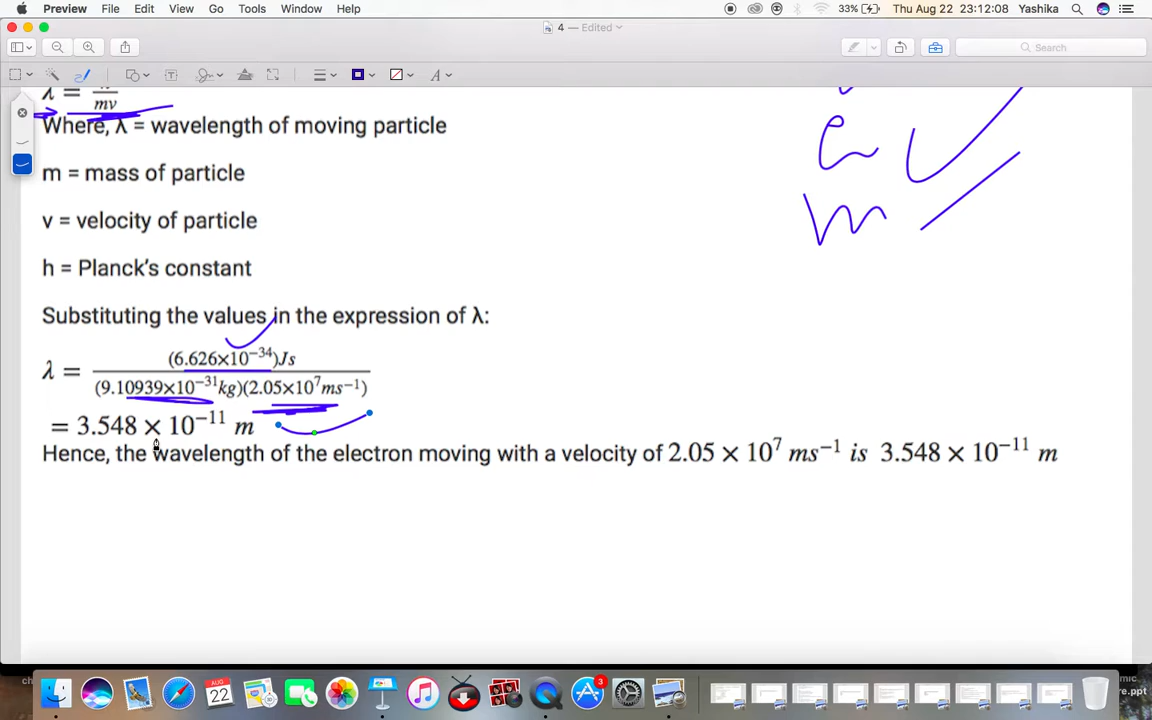 Preview File Edit View Go Tools Window Help 33% Thu Aug 22 23:12:08 Yashika
4 — Edited
Search
λ = mv
Where, λ = wavelength of moving particle
m = mass of particle
v = velocity of particle
h = Planck's constant
Substituting the values in the expression of λ:
λ = (6.626×10⁻³⁴)Js
(9.10939×10⁻³¹kg)(2.05×10⁷ms⁻¹)
= 3.548 × 10⁻¹¹ m
Hence, the wavelength of the electron moving with a velocity of 2.05 × 10⁷ ms⁻¹ is 3.548 × 10⁻¹¹ m
e
m
AUG
22
3
.ppt